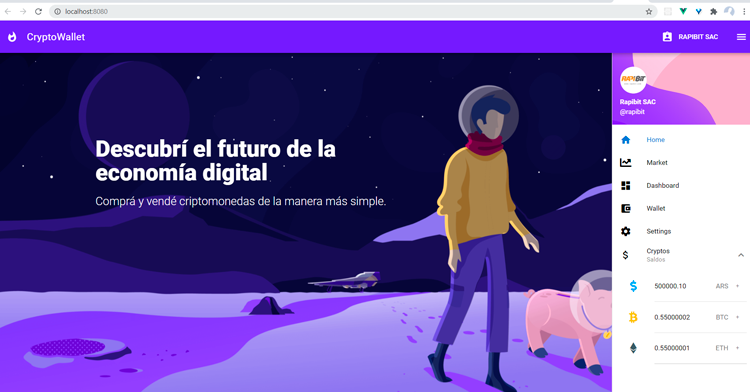 localhost:8080
CryptoWallet
RAPIBIT SAC
RAPIBIT
Rapibit SAC
@rapibit
Descubrí el futuro de la
economía digital
Comprá y vendé criptomonedas de la manera más simple.
Home
Market
Dashboard
Wallet
Settings
Cryptos
Saldos
500000.10 ARS
0.55000002 BTC
0.55000001 ETH